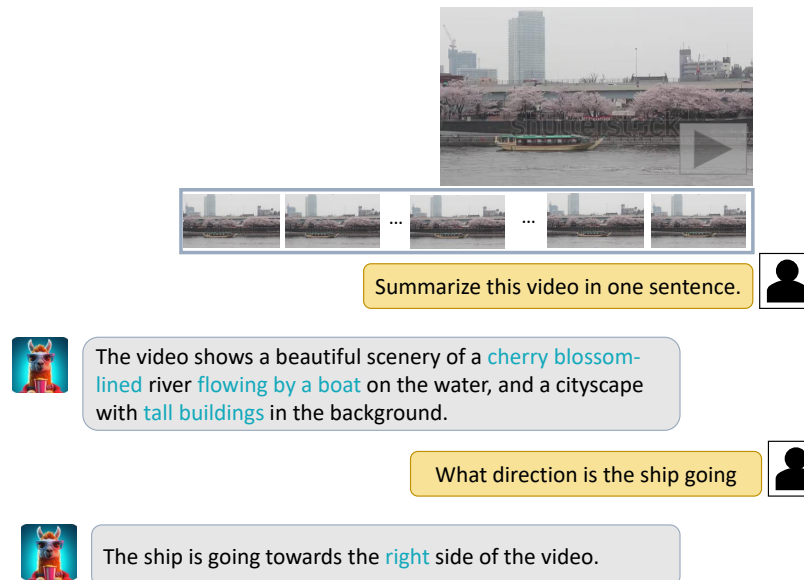 shutterstock
... ...
Summarize this video in one sentence.
The video shows a beautiful scenery of a cherry blossom-
lined river flowing by a boat on the water, and a cityscape
with tall buildings in the background.
What direction is the ship going
The ship is going towards the right side of the video.